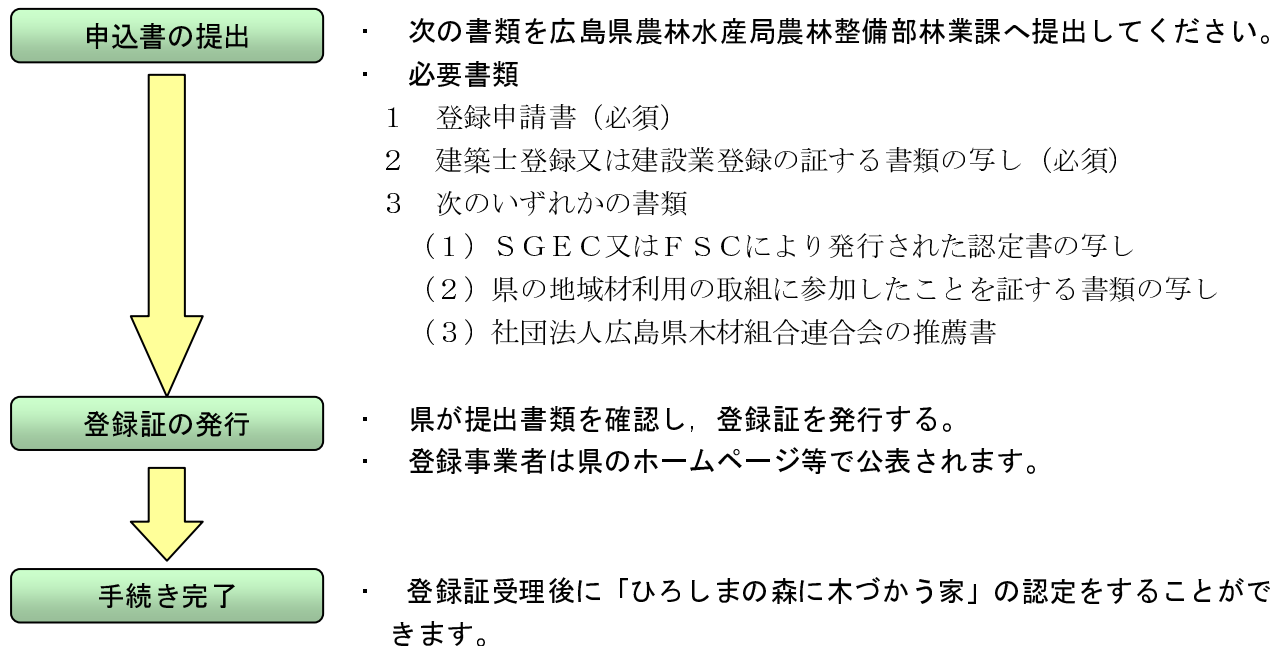 申込書の提出
・ 次の書類を広島県農林水産局農林整備部林業課へ提出してください。
・ 必要書類
１ 登録申請書（必須）
２ 建築士登録又は建設業登録の証する書類の写し（必須）
３ 次のいずれかの書類
（１）ＳＧＥＣ又はＦＳＣにより発行された認定書の写し
（２）県の地域材利用の取組に参加したことを証する書類の写し
（３）社団法人広島県木材組合連合会の推薦書
登録証の発行
・ 県が提出書類を確認し，登録証を発行する。
・ 登録事業者は県のホームページ等で公表されます。
手続き完了
・ 登録証受理後に「ひろしまの森に木づかう家」の認定をすることがで
きます。